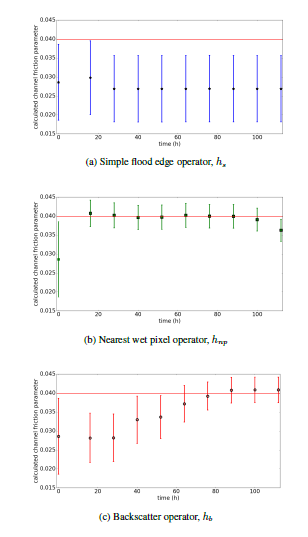 0.045
0.040
0.035
0.030
0.025
0.020
0.015
calculated channel friction parameter
0 20 40 60 80 100
time (h)
(a) Simple flood edge operator, hₛ
0.045
0.040
0.035
0.030
0.025
0.020
0.015
calculated channel friction parameter
0 20 40 60 80 100
time (h)
(b) Nearest wet pixel operator, hₙwp
0.045
0.040
0.035
0.030
0.025
0.020
0.015
calculated channel friction parameter
0 20 40 60 80 100
time (h)
(c) Backscatter operator, h_b